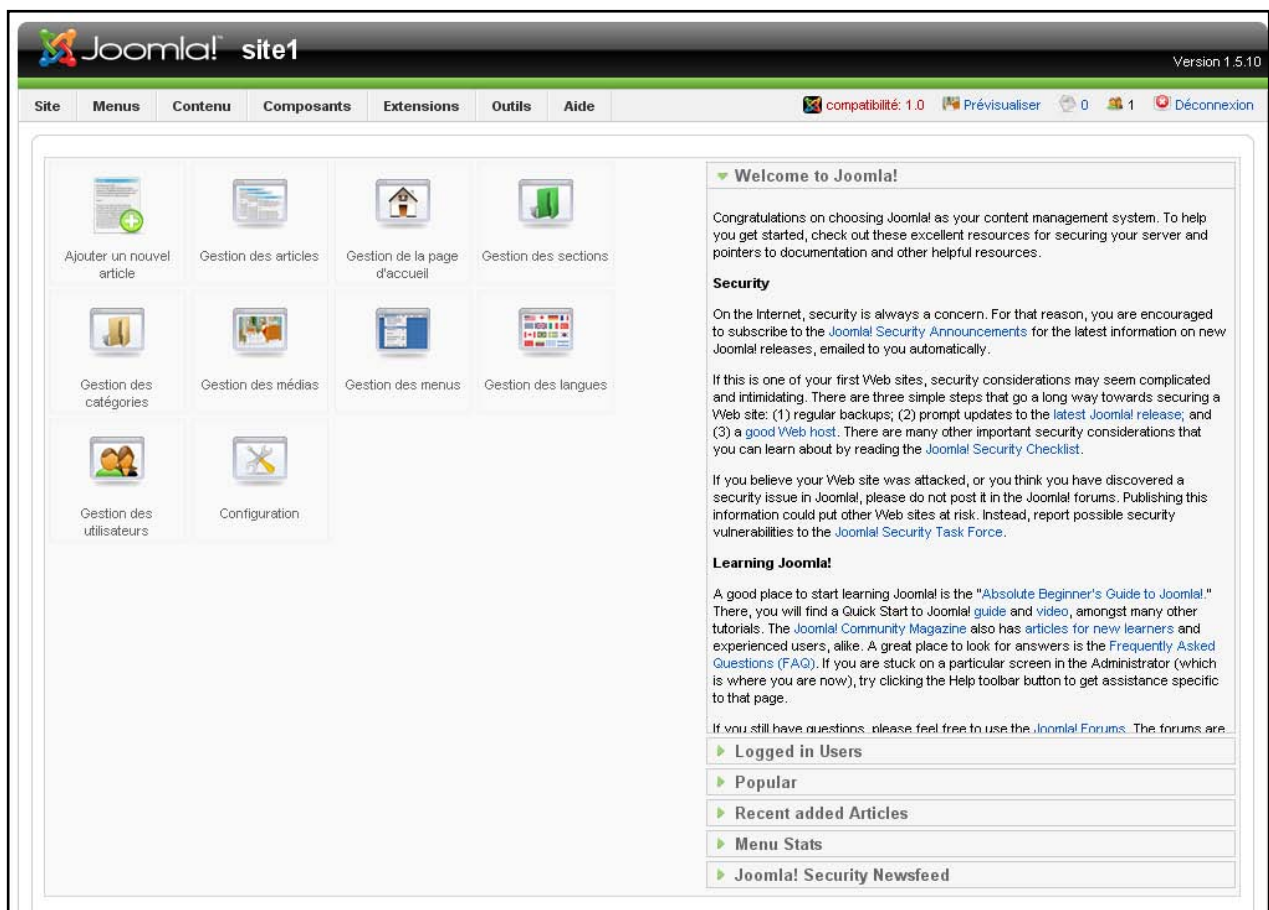 Joomla! site1
Version 1.5.10
Site Menus Contenu Composants Extensions Outils Aide compatibilité: 1.0 Prévisualiser 0 1 Déconnexion
Ajouter un nouvel article
Gestion des articles
Gestion de la page d'accueil
Gestion des sections
Gestion des catégories
Gestion des médias
Gestion des menus
Gestion des langues
Gestion des utilisateurs
Configuration
Welcome to Joomla!
Congratulations on choosing Joomla! as your content management system. To help
you get started, check out these excellent resources for securing your server and
pointers to documentation and other helpful resources.
Security
On the Internet, security is always a concern. For that reason, you are encouraged
to subscribe to the Joomla! Security Announcements for the latest information on new
Joomla! releases, emailed to you automatically.
If this is one of your first Web sites, security considerations may seem complicated
and intimidating. There are three simple steps that go a long way towards securing a
Web site: (1) regular backups; (2) prompt updates to the latest Joomla! release; and
(3) a good Web host. There are many other important security considerations that
you can learn about by reading the Joomla! Security Checklist.
If you believe your Web site was attacked, or you think you have discovered a
security issue in Joomla!, please do not post it in the Joomla! forums. Publishing this
information could put other Web sites at risk. Instead, report possible security
vulnerabilities to the Joomla! Security Task Force.
Learning Joomla!
A good place to start learning Joomla! is the "Absolute Beginner's Guide to Joomla!."
There, you will find a Quick Start to Joomla! guide and video, amongst many other
tutorials. The Joomla! Community Magazine also has articles for new learners and
experienced users, alike. A great place to look for answers is the Frequently Asked
Questions (FAQ). If you are stuck on a particular screen in the Administrator (which
is where you are now), try clicking the Help toolbar button to get assistance specific
to that page.
If you still have questions, please feel free to use the Joomla! Forums. The forums are
Logged in Users
Popular
Recent added Articles
Menu Stats
Joomla! Security Newsfeed